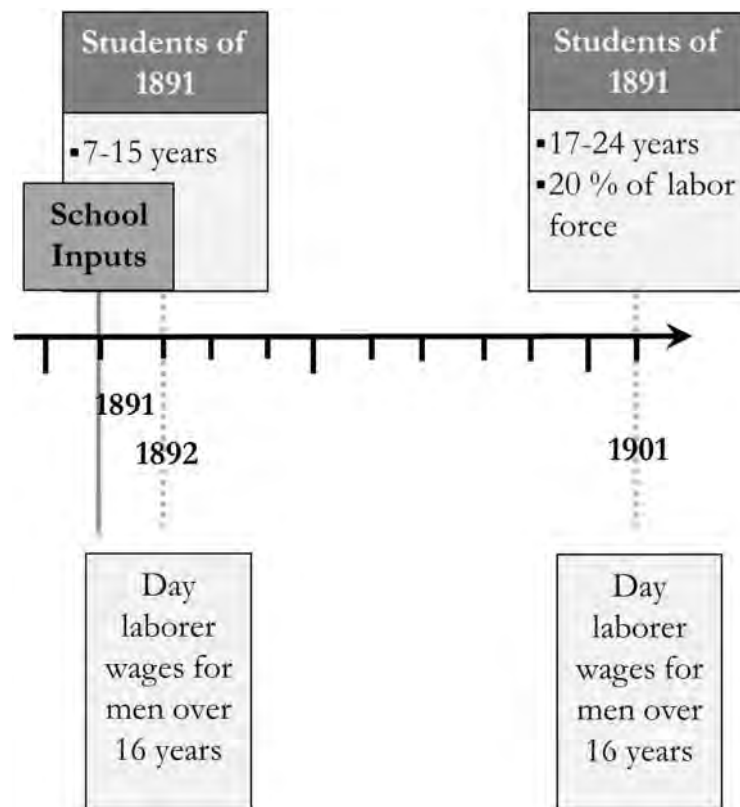 Students of
1891
▪7-15 years
School
Inputs
Students of
1891
▪17-24 years
▪20 % of labor
force
1891
1892
1901
Day
laborer
wages for
men over
16 years
Day
laborer
wages for
men over
16 years